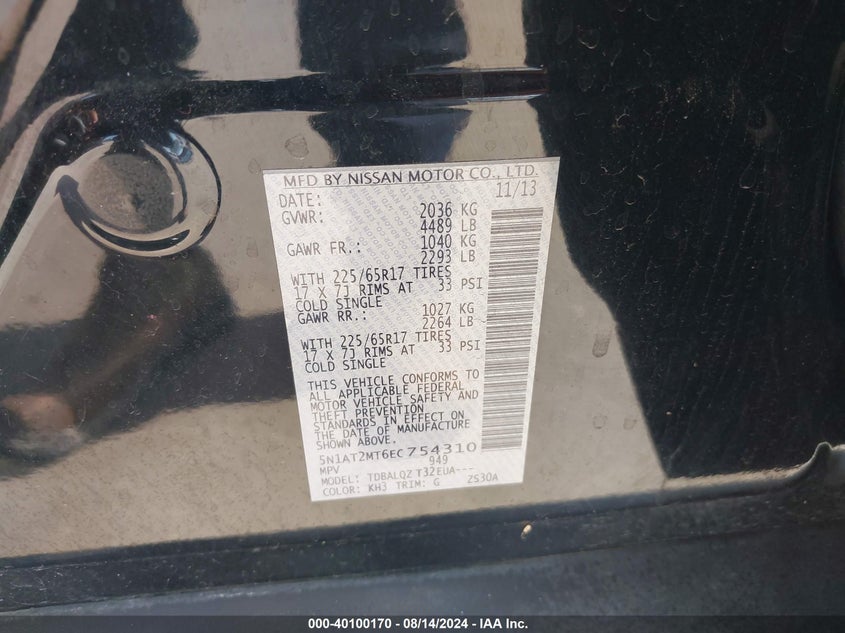 MFD BY NISSAN MOTOR CO., LTD.
DATE: 11/13
GVWR: 2036 KG
4489 LB
GAWR FR.: 1040 KG
2293 LB
WITH 225/65R17 TIRES
17 X 7J RIMS AT 33 PSI
COLD SINGLE
GAWR RR.: 1027 KG
2264 LB
WITH 225/65R17 TIRES
17 X 7J RIMS AT 33 PSI
COLD SINGLE
THIS VEHICLE CONFORMS TO
ALL APPLICABLE FEDERAL
MOTOR VEHICLE SAFETY AND
THEFT PREVENTION
STANDARDS IN EFFECT ON
THE DATE OF MANUFACTURE
SHOWN ABOVE.
5N1AT2MT6EC754310
MPV 949
MODEL: TDBALQZ T32EUA---
COLOR: KH3 TRIM: G ZS30A
000-40100170 - 08/14/2024 - IAA Inc.